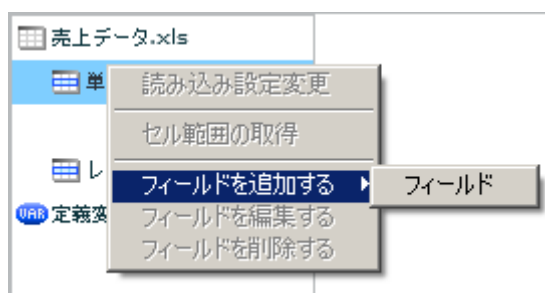 売上データ.xls
単
読み込み設定変更
セル範囲の取得
レ
フィールドを追加する
フィールド
VAR 定義変
フィールドを編集する
フィールドを削除する